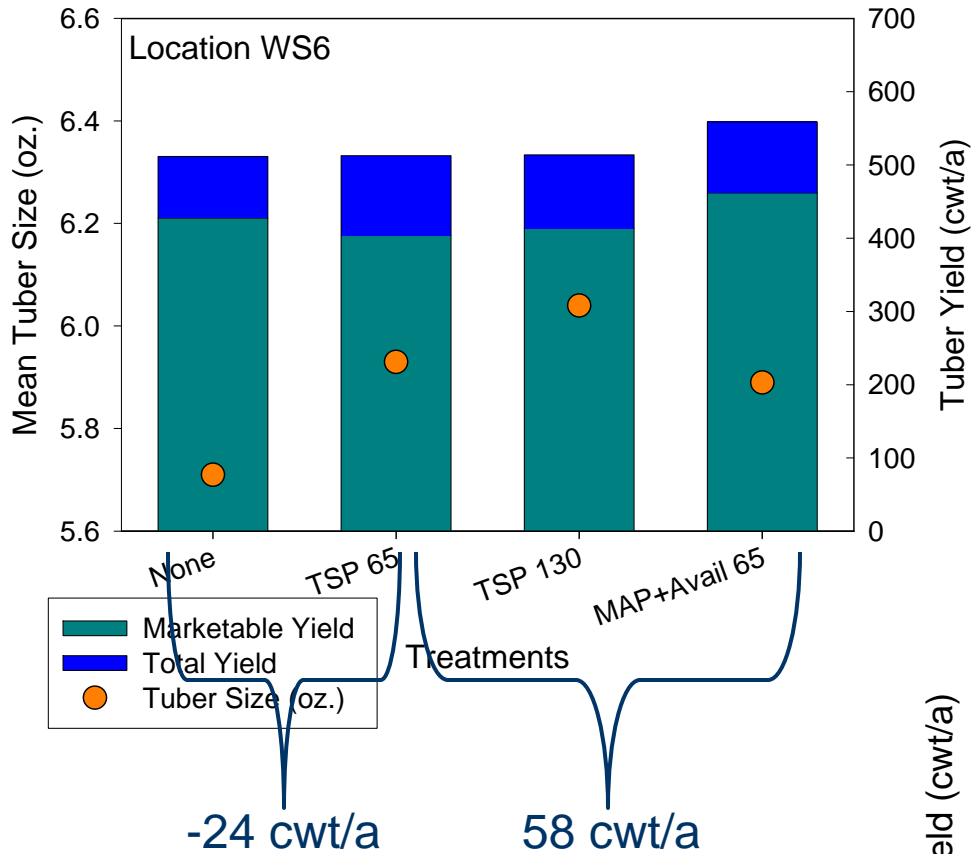 Location WS6
Mean Tuber Size (oz.)
6.6
6.4
6.2
6.0
5.8
5.6
Tuber Yield (cwt/a)
700
600
500
400
300
200
100
0
None
TSP 65
TSP 130
MAP+Avail 65
Treatments
Marketable Yield
Total Yield
Tuber Size (oz.)
-24 cwt/a
58 cwt/a
eld (cwt/a)